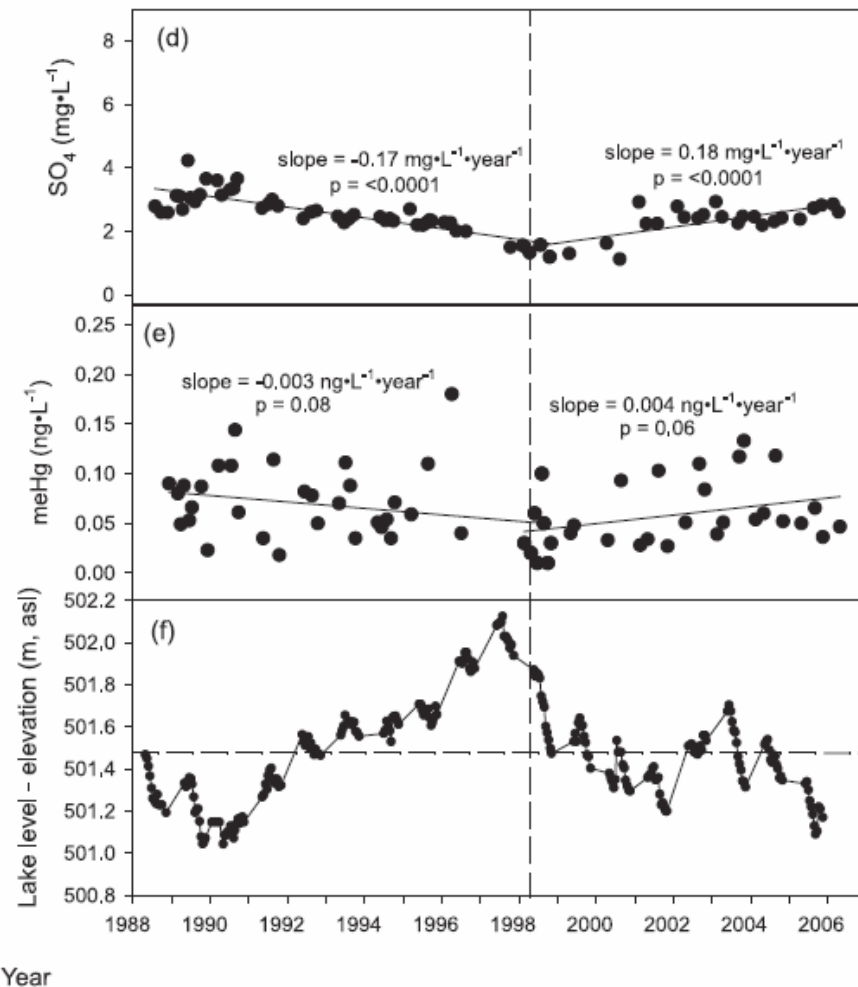 (d)
8
6
4
2
0
SO₄ (mg•L⁻¹)
slope = -0.17 mg•L⁻¹•year⁻¹
p = <0.0001
slope = 0.18 mg•L⁻¹•year⁻¹
p = <0.0001
(e)
0.25
0.20
0.15
0.10
0.05
0.00
meHg (ng•L⁻¹)
slope = -0.003 ng•L⁻¹•year⁻¹
p = 0.08
slope = 0.004 ng•L⁻¹•year⁻¹
p = 0,06
(f)
502.2
502.0
501.8
501.6
501.4
501.2
501.0
500.8
Lake level - elevation (m, asl)
1988 1990 1992 1994 1996 1998 2000 2002 2004 2006
Year